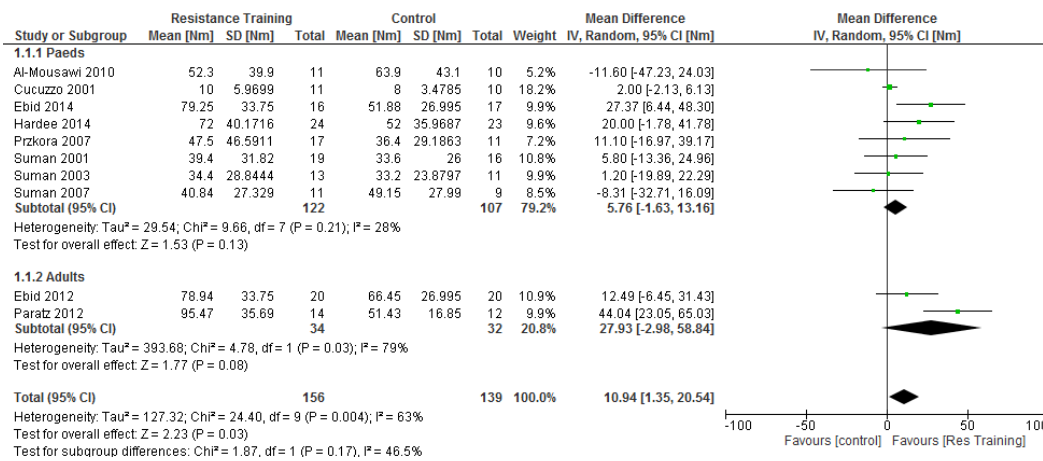 Resistance Training Control Mean Difference Mean Difference
Study or Subgroup Mean [Nm] SD [Nm] Total Mean [Nm] SD [Nm] Total Weight IV, Random, 95% CI [Nm] IV, Random, 95% CI [Nm]
1.1.1 Paeds
Al-Mousawi 2010 52.3 39.9 11 63.9 43.1 10 5.2% -11.60 [-47.23, 24.03]
Cucuzzo 2001 10 5.9699 11 8 3.4785 10 18.2% 2.00 [-2.13, 6.13]
Ebid 2014 79.25 33.75 16 51.88 26.995 17 9.9% 27.37 [6.44, 48.30]
Hardee 2014 72 40.1716 24 52 35.9687 23 9.6% 20.00 [-1.78, 41.78]
Przkora 2007 47.5 46.5911 17 36.4 29.1863 11 7.2% 11.10 [-16.97, 39.17]
Suman 2001 39.4 31.82 19 33.6 26 16 10.8% 5.80 [-13.36, 24.96]
Suman 2003 34.4 28.8444 13 33.2 23.8797 11 9.9% 1.20 [-19.89, 22.29]
Suman 2007 40.84 27.329 11 49.15 27.99 9 8.5% -8.31 [-32.71, 16.09]
Subtotal (95% CI) 122 107 79.2% 5.76 [-1.63, 13.16]
Heterogeneity: Tau² = 29.54; Chi² = 9.66, df = 7 (P = 0.21); I² = 28%
Test for overall effect: Z = 1.53 (P = 0.13)
1.1.2 Adults
Ebid 2012 78.94 33.75 20 66.45 26.995 20 10.9% 12.49 [-6.45, 31.43]
Paratz 2012 95.47 35.69 14 51.43 16.85 12 9.9% 44.04 [23.05, 65.03]
Subtotal (95% CI) 34 32 20.8% 27.93 [-2.98, 58.84]
Heterogeneity: Tau² = 393.68; Chi² = 4.78, df = 1 (P = 0.03); I² = 79%
Test for overall effect: Z = 1.77 (P = 0.08)
Total (95% CI) 156 139 100.0% 10.94 [1.35, 20.54]
Heterogeneity: Tau² = 127.32; Chi² = 24.40, df = 9 (P = 0.004); I² = 63%
Test for overall effect: Z = 2.23 (P = 0.03)
Test for subgroup differences: Chi² = 1.87, df = 1 (P = 0.17), I² = 46.5%
-100 -50 0 50 100
Favours [control] Favours [Res Training]